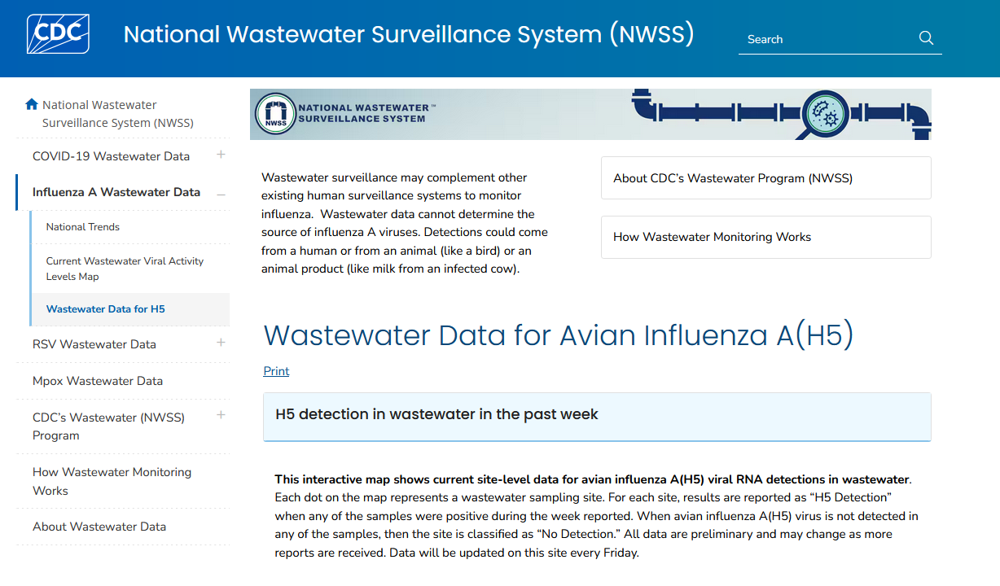 CDC
National Wastewater Surveillance System (NWSS)
Search
National Wastewater
Surveillance System (NWSS)
COVID-19 Wastewater Data
Influenza A Wastewater Data
National Trends
Current Wastewater Viral Activity
Levels Map
Wastewater Data for H5
RSV Wastewater Data
Mpox Wastewater Data
CDC’s Wastewater (NWSS)
Program
How Wastewater Monitoring
Works
About Wastewater Data
NWSS
NATIONAL WASTEWATER™
SURVEILLANCE SYSTEM
Wastewater surveillance may complement other
existing human surveillance systems to monitor
influenza.  Wastewater data cannot determine the
source of influenza A viruses. Detections could come
from a human or from an animal (like a bird) or an
animal product (like milk from an infected cow).
About CDC’s Wastewater Program (NWSS)
How Wastewater Monitoring Works
Wastewater Data for Avian Influenza A(H5)
Print
H5 detection in wastewater in the past week
This interactive map shows current site-level data for avian influenza A(H5) viral RNA detections in wastewater.
Each dot on the map represents a wastewater sampling site. For each site, results are reported as “H5 Detection”
when any of the samples were positive during the week reported. When avian influenza A(H5) virus is not detected in
any of the samples, then the site is classified as “No Detection.” All data are preliminary and may change as more
reports are received. Data will be updated on this site every Friday.